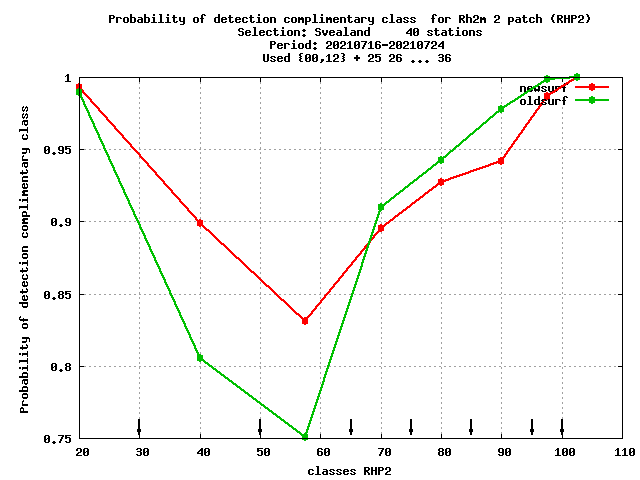 Probability of detection complimentary class  for Rh2m 2 patch (RHP2)
Selection: Svealand     40 stations
Period: 20210716-20210724
Used {00,12} + 25 26 ... 36
newsurf
oldsurf
1
0.95
0.9
0.85
0.8
0.75
Probability of detection complimentary class
20 30 40 50 60 70 80 90 100 110
classes RHP2